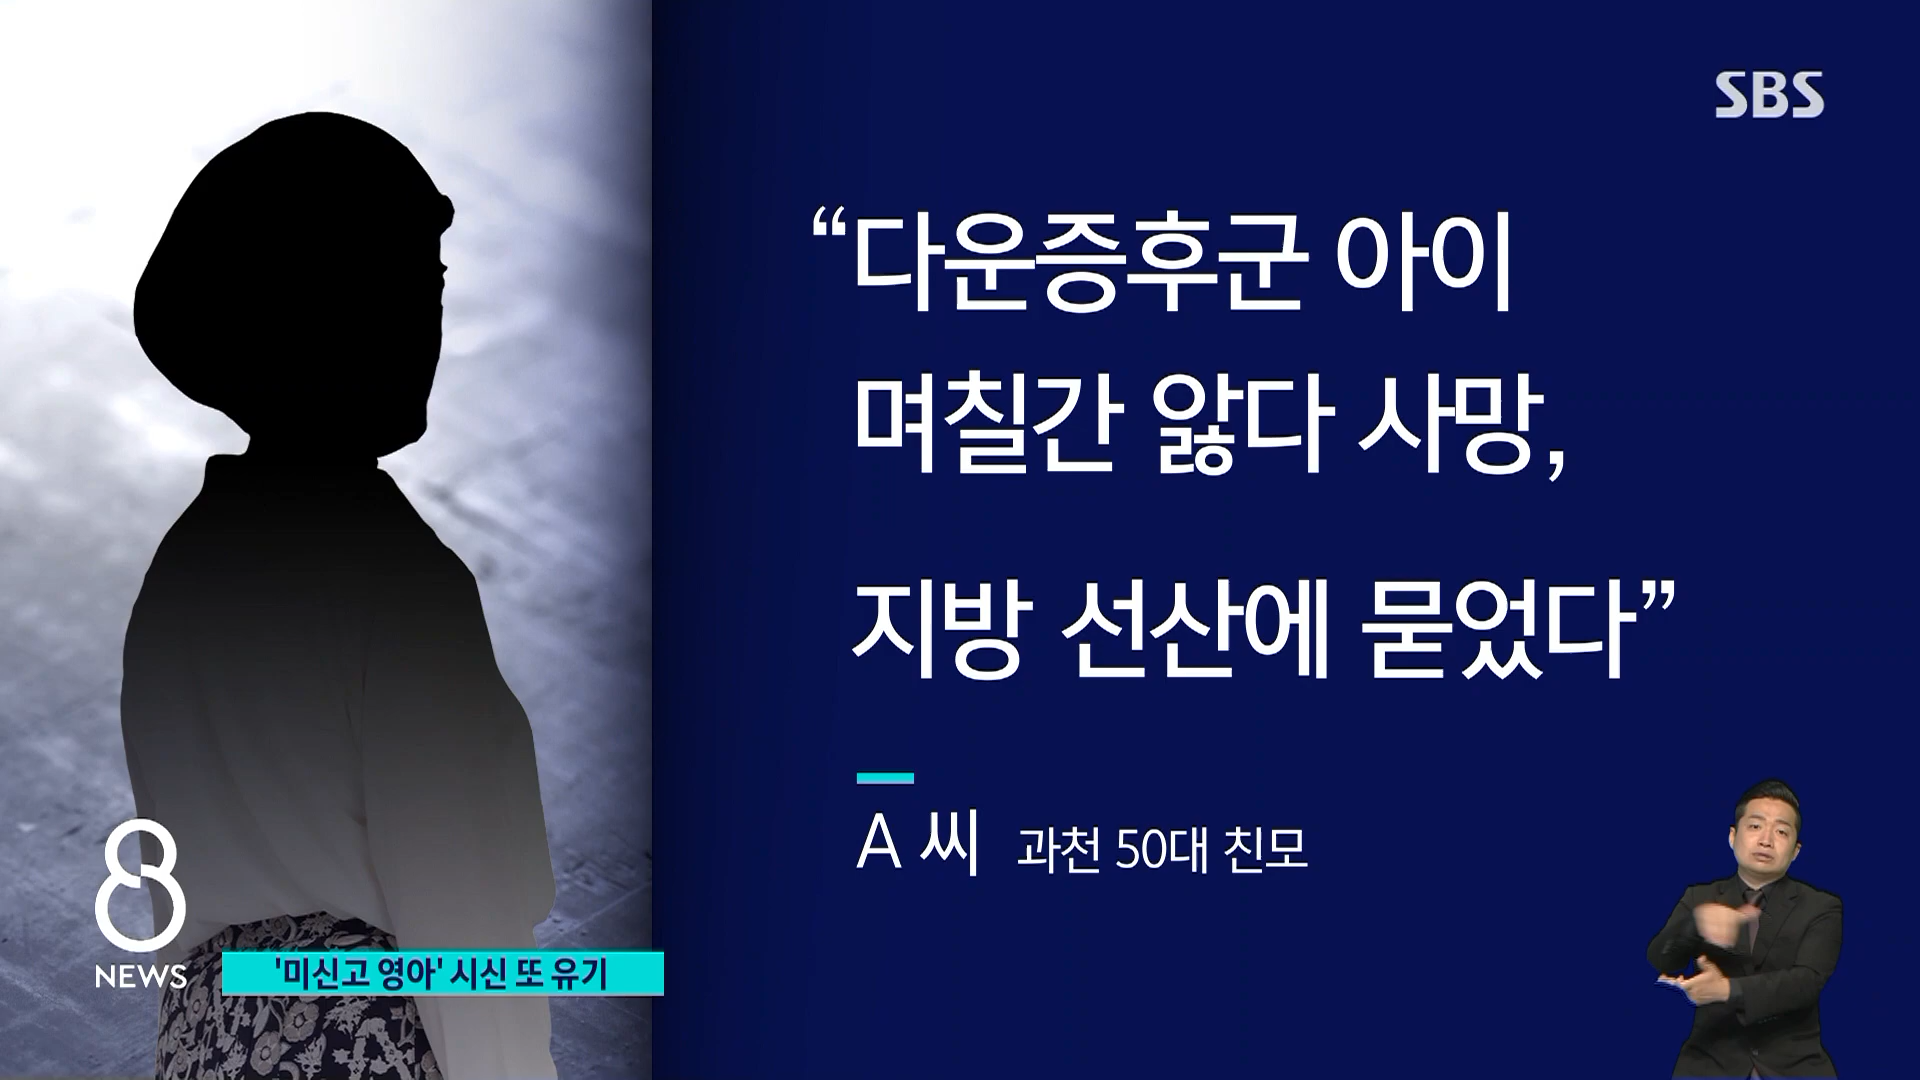 SBS
“다운증후군 아이
며칠간 앓다 사망,
지방 선산에 묻었다”
A 씨 과천 50대 친모
8
NEWS
'미신고 영아' 시신 또 유기